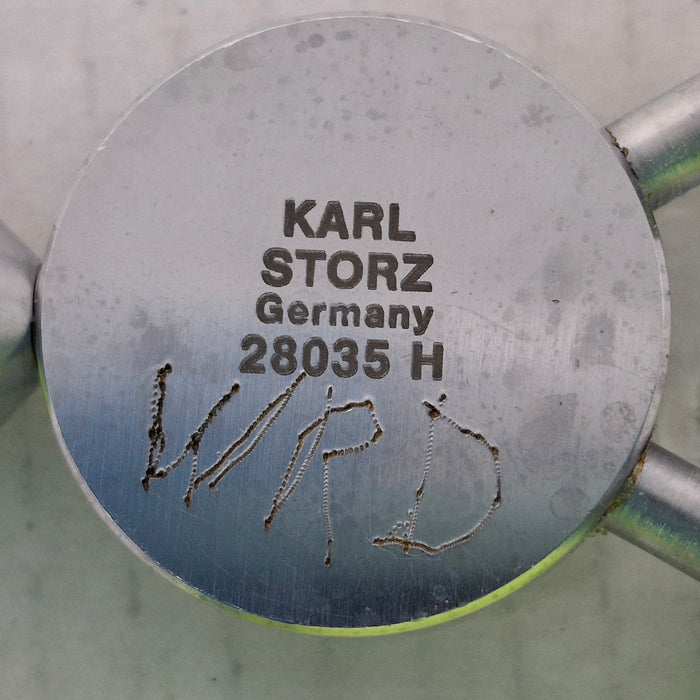 KARL
STORZ
Germany
28035 H
WRD